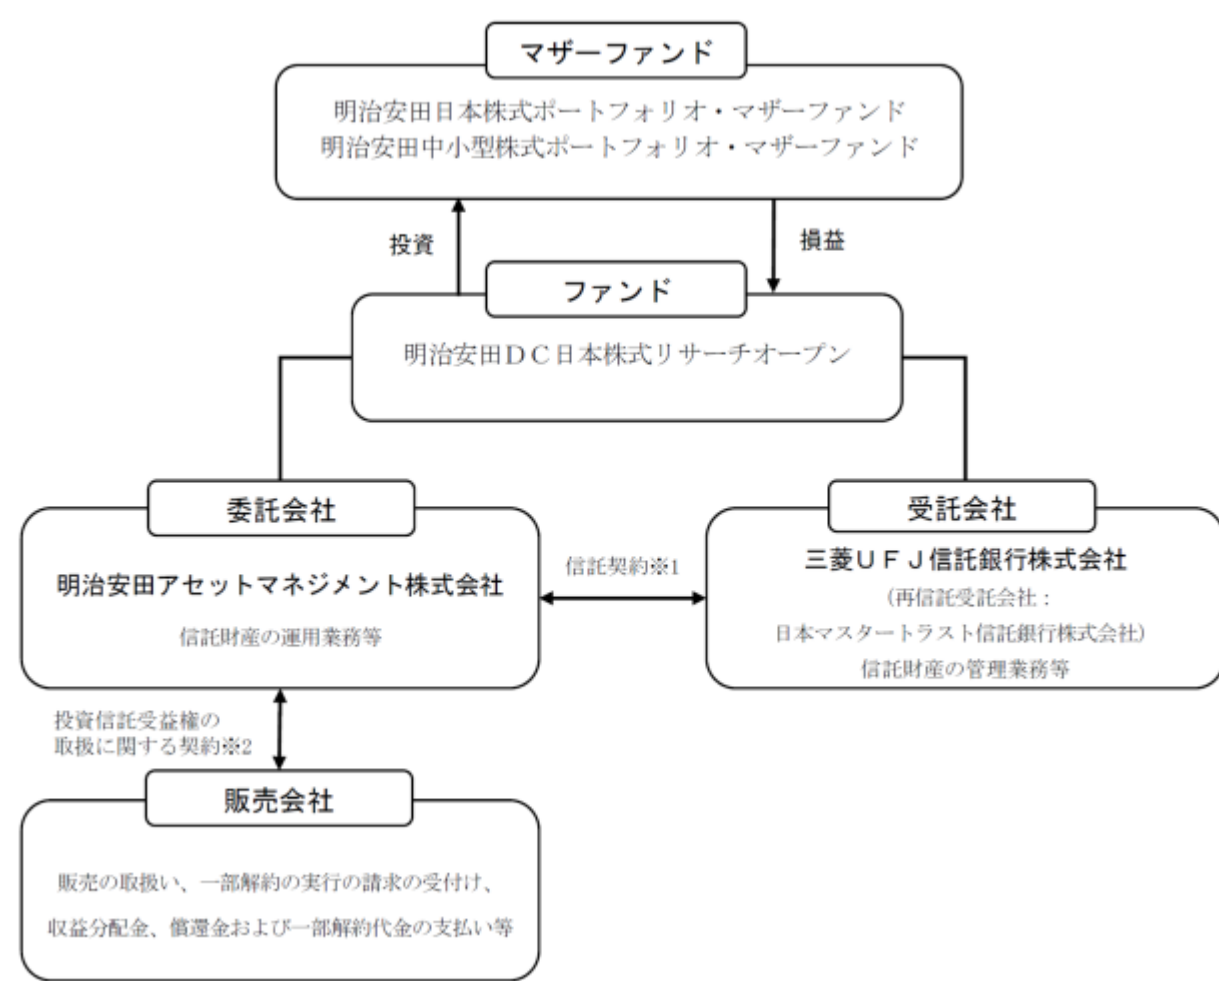 マザーファンド
明治安田日本株式ポートフォリオ・マザーファンド
明治安田中小型株式ポートフォリオ・マザーファンド
投資
損益
ファンド
明治安田ＤＣ日本株式リサーチオープン
委託会社
明治安田アセットマネジメント株式会社
信託財産の運用業務等
信託契約※1
受託会社
三菱ＵＦＪ信託銀行株式会社
（再信託受託会社：
日本マスタートラスト信託銀行株式会社）
信託財産の管理業務等
投資信託受益権の
取扱に関する契約※2
販売会社
販売の取扱い、一部解約の実行の請求の受付け、
収益分配金、償還金および一部解約代金の支払い等